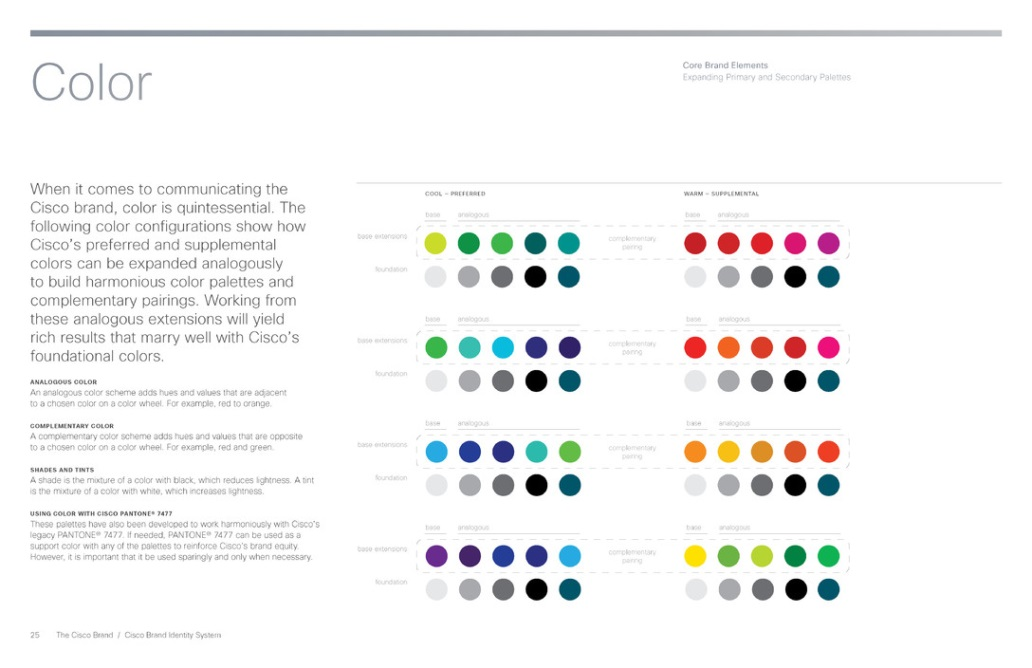 Color
Core Brand Elements
Expanding Primary and Secondary Palettes
When it comes to communicating the
Cisco brand, color is quintessential. The
following color configurations show how
Cisco's preferred and supplemental
colors can be expanded analogously
to build harmonious color palettes and
complementary pairings. Working from
these analogous extensions will yield
rich results that marry well with Cisco's
foundational colors.
ANALOGOUS COLOR
An analogous color scheme adds hues and values that are adjacent
to a chosen color on a color wheel. For example, red to orange.
COMPLEMENTARY COLOR
A complementary color scheme adds hues and values that are opposite
to a chosen color on a color wheel. For example, red and green.
SHADES AND TINTS
A shade is the mixture of a color with black, which reduces lightness. A tint
is the mixture of a color with white, which increases lightness.
USING COLOR WITH CISCO PANTONE® 7477
These palettes have also been developed to work harmoniously with Cisco's
legacy PANTONE® 7477. If needed, PANTONE® 7477 can be used as a
support color with any of the palettes to reinforce Cisco's brand equity.
However, it is important that it be used sparingly and only when necessary.
COOL – PREFERRED
WARM – SUPPLEMENTAL
base analogous
base analogous
base extensions
complementary
pairing
foundation
base analogous
base analogous
base extensions
complementary
pairing
foundation
base analogous
base analogous
base extensions
complementary
pairing
foundation
base analogous
base analogous
base extensions
complementary
pairing
foundation
25 The Cisco Brand / Cisco Brand Identity System